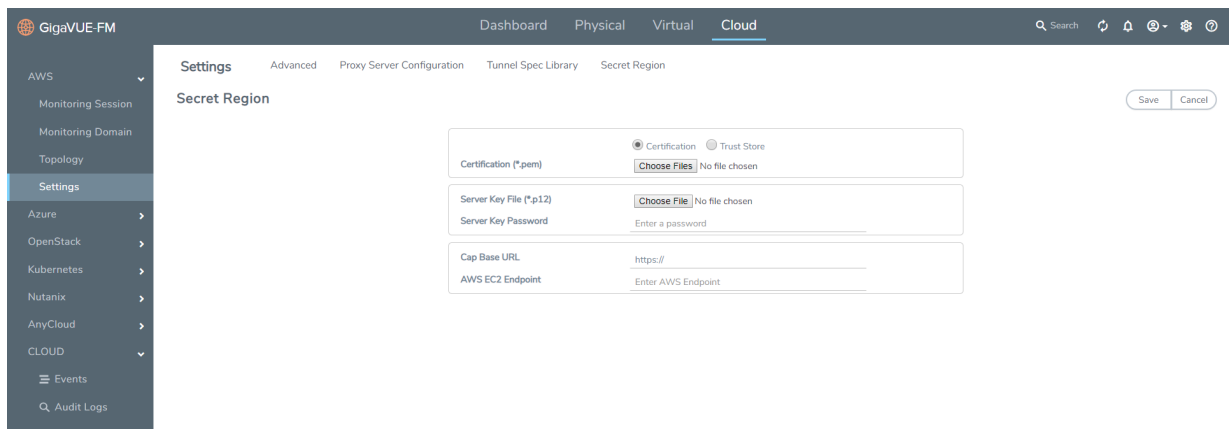 GigaVUE-FM
Dashboard Physical Virtual Cloud
Search
AWS
Monitoring Session
Monitoring Domain
Topology
Settings
Azure
OpenStack
Kubernetes
Nutanix
AnyCloud
CLOUD
Events
Audit Logs
Settings Advanced Proxy Server Configuration Tunnel Spec Library Secret Region
Secret Region
Save Cancel
Certification Trust Store
Certification (*.pem) Choose Files No file chosen
Server Key File (*.p12) Choose File No file chosen
Server Key Password Enter a password
Cap Base URL https://
AWS EC2 Endpoint Enter AWS Endpoint